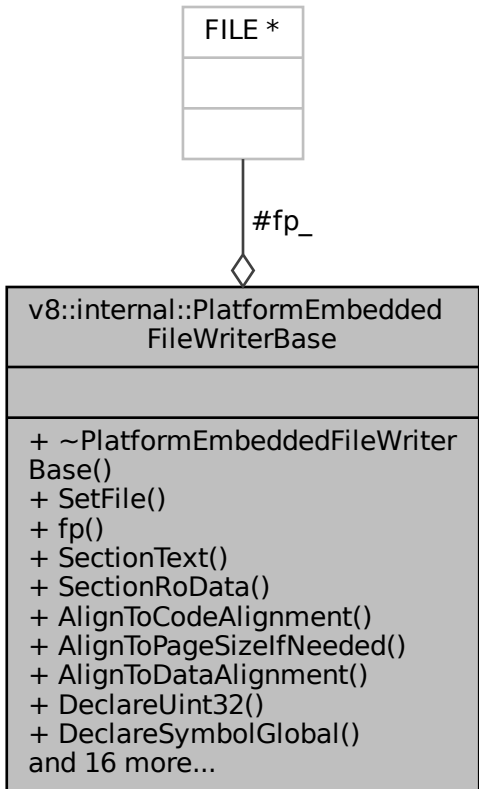 FILE *
#fp_
v8::internal::PlatformEmbedded
FileWriterBase
+ ~PlatformEmbeddedFileWriter
Base()
+ SetFile()
+ fp()
+ SectionText()
+ SectionRoData()
+ AlignToCodeAlignment()
+ AlignToPageSizeIfNeeded()
+ AlignToDataAlignment()
+ DeclareUint32()
+ DeclareSymbolGlobal()
and 16 more...